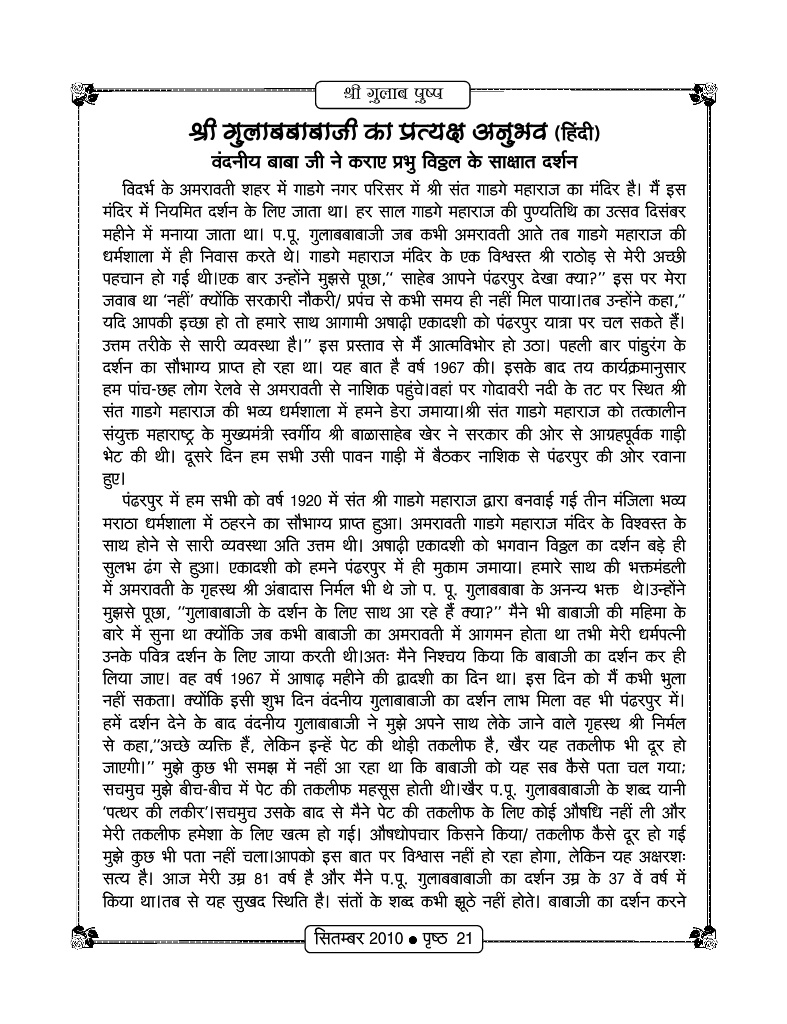 श्री गुलाब पुष्प
श्री गुलाबबाबाजी का प्रत्यक्ष अनुभव (हिंदी)
वंदनीय बाबा जी ने कराए प्रभु विठ्ठल के साक्षात दर्शन
विदर्भ के अमरावती शहर में गाडगे नगर परिसर में श्री संत गाडगे महाराज का मंदिर है। मैं इस
मंदिर में नियमित दर्शन के लिए जाता था। हर साल गाडगे महाराज की पुण्यतिथि का उत्सव दिसंबर
महीने में मनाया जाता था। प.पू. गुलाबबाबाजी जब कभी अमरावती आते तब गाडगे महाराज की
धर्मशाला में ही निवास करते थे। गाडगे महाराज मंदिर के एक विश्वस्त श्री राठोड़ से मेरी अच्छी
पहचान हो गई थी।एक बार उन्होंने मुझसे पूछा,’’ साहेब आपने पंढरपुर देखा क्या?’’ इस पर मेरा
जवाब था ‘नहीं’ क्योंकि सरकारी नौकरी/ प्रपंच से कभी समय ही नहीं मिल पाया।तब उन्होंने कहा,’’
यदि आपकी इच्छा हो तो हमारे साथ आगामी अषाढ़ी एकादशी को पंढरपुर यात्रा पर चल सकते हैं।
उत्तम तरीके से सारी व्यवस्था है।’’ इस प्रस्ताव से मैं आत्मविभोर हो उठा। पहली बार पांडुरंग के
दर्शन का सौभाग्य प्राप्त हो रहा था। यह बात है वर्ष 1967 की। इसके बाद तय कार्यक्रमानुसार
हम पांच-छह लोग रेलवे से अमरावती से नाशिक पहुंचे।वहां पर गोदावरी नदी के तट पर स्थित श्री
संत गाडगे महाराज की भव्य धर्मशाला में हमने डेरा जमाया।श्री संत गाडगे महाराज को तत्कालीन
संयुक्त महाराष्ट्र के मुख्यमंत्री स्वर्गीय श्री बाळासाहेब खेर ने सरकार की ओर से आग्रहपूर्वक गाड़ी
भेट की थी। दूसरे दिन हम सभी उसी पावन गाड़ी में बैठकर नाशिक से पंढरपुर की ओर रवाना
हुए।
पंढरपुर में हम सभी को वर्ष 1920 में संत श्री गाडगे महाराज द्वारा बनवाई गई तीन मंजिला भव्य
मराठा धर्मशाला में ठहरने का सौभाग्य प्राप्त हुआ। अमरावती गाडगे महाराज मंदिर के विश्वस्त के
साथ होने से सारी व्यवस्था अति उत्तम थी। अषाढ़ी एकादशी को भगवान विठ्ठल का दर्शन बड़े ही
सुलभ ढंग से हुआ। एकादशी को हमने पंढरपुर में ही मुकाम जमाया। हमारे साथ की भक्तमंडली
में अमरावती के गृहस्थ श्री अंबादास निर्मल भी थे जो प. पू. गुलाबबाबा के अनन्य भक्त थे।उन्होंने
मुझसे पूछा, ’’गुलाबबाबाजी के दर्शन के लिए साथ आ रहे हैं क्या?’’ मैने भी बाबाजी की महिमा के
बारे में सुना था क्योंकि जब कभी बाबाजी का अमरावती में आगमन होता था तभी मेरी धर्मपत्नी
उनके पवित्र दर्शन के लिए जाया करती थी।अतः मैने निश्चय किया कि बाबाजी का दर्शन कर ही
लिया जाए। वह वर्ष 1967 में आषाढ़ महीने की द्वादशी का दिन था। इस दिन को मैं कभी भुला
नहीं सकता। क्योंकि इसी शुभ दिन वंदनीय गुलाबाबाजी का दर्शन लाभ मिला वह भी पंढरपुर में।
हमें दर्शन देने के बाद वंदनीय गुलाबाबाजी ने मुझे अपने साथ लेके जाने वाले गृहस्थ श्री निर्मल
से कहा,’’अच्छे व्यक्ति हैं, लेकिन इन्हें पेट की थोड़ी तकलीफ है, खैर यह तकलीफ भी दूर हो
जाएगी।’’ मुझे कुछ भी समझ में नहीं आ रहा था कि बाबाजी को यह सब कैसे पता चल गया;
सचमुच मुझे बीच-बीच में पेट की तकलीफ महसूस होती थी।खैर प.पू. गुलाबबाबाजी के शब्द यानी
‘पत्थर की लकीर’।सचमुच उसके बाद से मैने पेट की तकलीफ के लिए कोई औषधि नहीं ली और
मेरी तकलीफ हमेशा के लिए खत्म हो गई। औषधोपचार किसने किया/ तकलीफ कैसे दूर हो गई
मुझे कुछ भी पता नहीं चला।आपको इस बात पर विश्वास नहीं हो रहा होगा, लेकिन यह अक्षरशः
सत्य है। आज मेरी उम्र 81 वर्ष है और मैने प.पू. गुलाबबाबाजी का दर्शन उम्र के 37 वें वर्ष में
किया था।तब से यह सुखद स्थिति है। संतों के शब्द कभी झूठे नहीं होते। बाबाजी का दर्शन करने
सितम्बर 2010 ● पृष्ठ 21